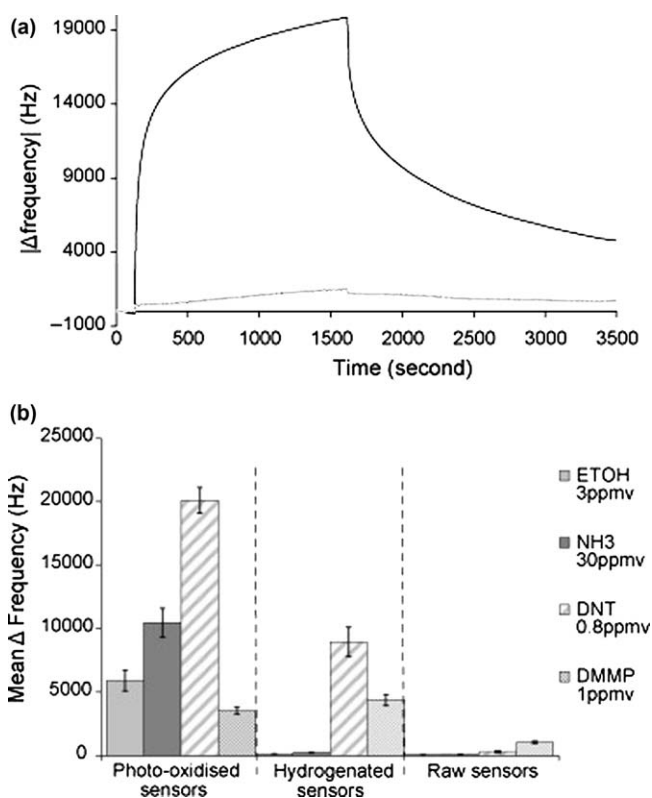 (a)
19000
14000
9000
4000
−1000
|Δfrequency| (Hz)
0
500
1000
1500
2000
2500
3000
3500
Time (second)
(b)
25000
20000
15000
10000
5000
0
Mean Δ Frequency (Hz)
Photo-oxidised
sensors
Hydrogenated
sensors
Raw sensors
ETOH
3ppmv
NH3
30ppmv
DNT
0.8ppmv
DMMP
1ppmv